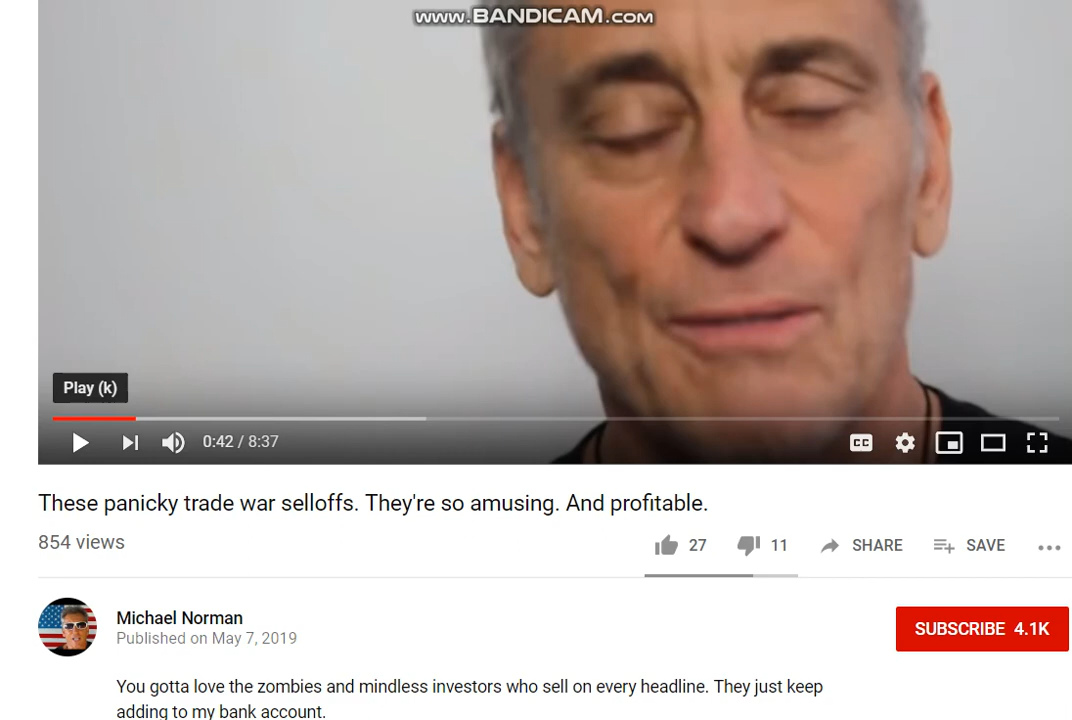 www.BANDICAM.com
Play (k)
0:42 / 8:37
CC
These panicky trade war selloffs. They're so amusing. And profitable.
854 views
27 11 SHARE SAVE
Michael Norman
Published on May 7, 2019
SUBSCRIBE 4.1K
You gotta love the zombies and mindless investors who sell on every headline. They just keep
adding to my bank account.